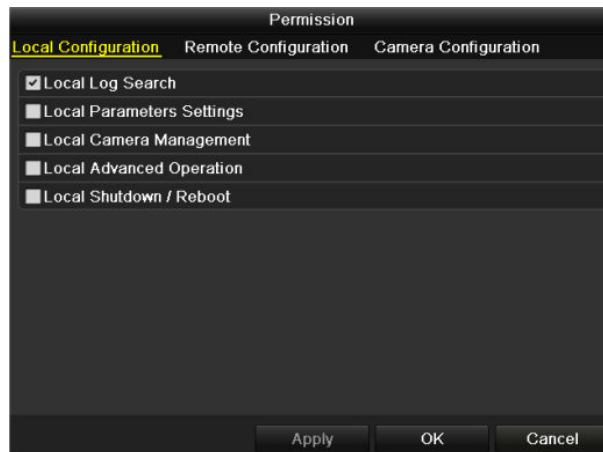 Permission
Local Configuration Remote Configuration Camera Configuration
Local Log Search
Local Parameters Settings
Local Camera Management
Local Advanced Operation
Local Shutdown / Reboot
Apply OK Cancel